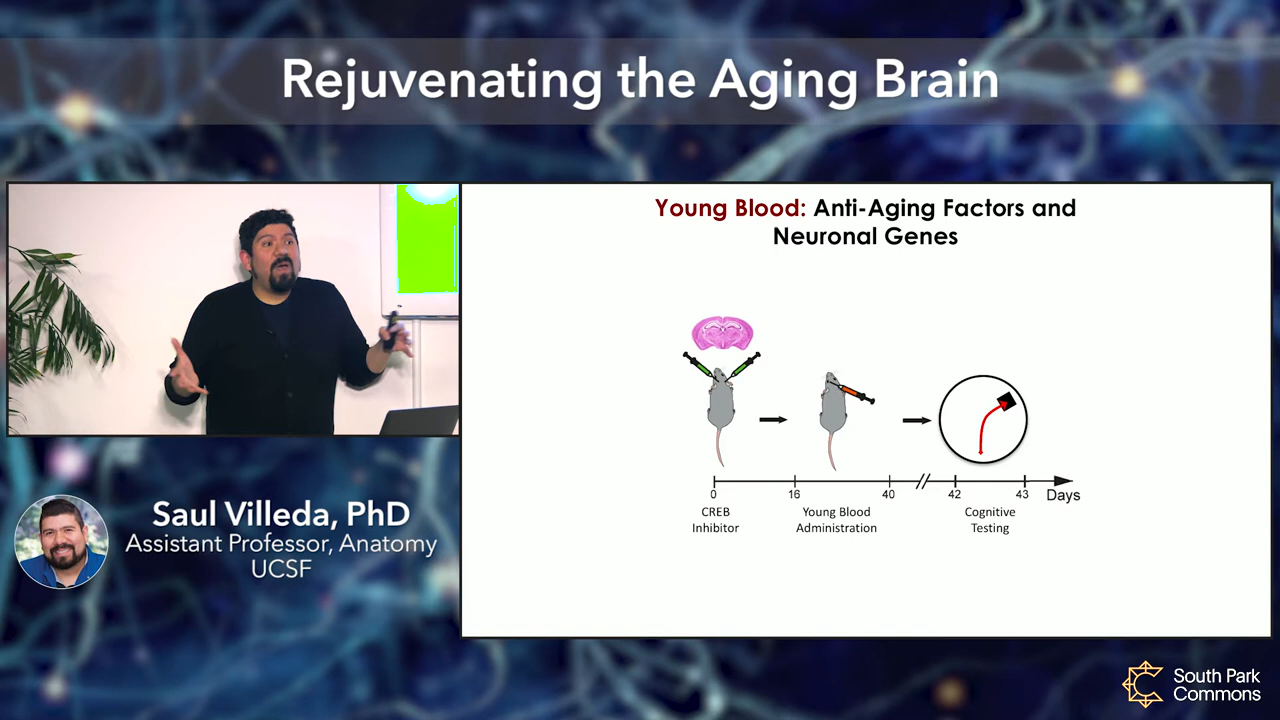 Rejuvenating the Aging Brain
Young Blood: Anti-Aging Factors and
Neuronal Genes
0
16
40
42
43
Days
CREB
Inhibitor
Young Blood
Administration
Cognitive
Testing
Saul Villeda, PhD
Assistant Professor, Anatomy
UCSF
South Park
Commons